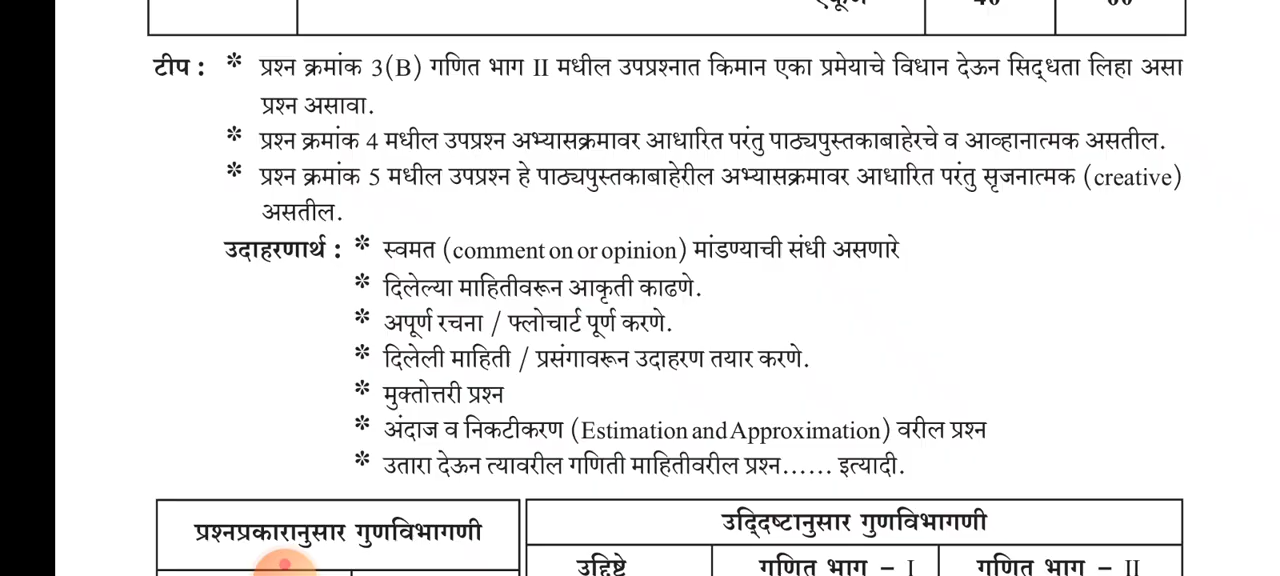 एकूण 40 60
टीप : * प्रश्न क्रमांक 3(B) गणित भाग II मधील उपप्रश्नात किमान एका प्रमेयाचे विधान देऊन सिद्धता लिहा असा
प्रश्न असावा.
* प्रश्न क्रमांक 4 मधील उपप्रश्न अभ्यासक्रमावर आधारित परंतु पाठ्यपुस्तकाबाहेरचे व आव्हानात्मक असतील.
* प्रश्न क्रमांक 5 मधील उपप्रश्न हे पाठ्यपुस्तकाबाहेरील अभ्यासक्रमावर आधारित परंतु सृजनात्मक (creative)
असतील.
उदाहरणार्थ : * स्वमत (comment on or opinion) मांडण्याची संधी असणारे
* दिलेल्या माहितीवरून आकृती काढणे.
* अपूर्ण रचना / फ्लोचार्ट पूर्ण करणे.
* दिलेली माहिती / प्रसंगावरून उदाहरण तयार करणे.
* मुक्तोत्तरी प्रश्न
* अंदाज व निकटीकरण (Estimation and Approximation) वरील प्रश्न
* उतारा देऊन त्यावरील गणिती माहितीवरील प्रश्न...... इत्यादी.
प्रश्नप्रकारानुसार गुणविभागणी
उद्दिष्टानुसार गुणविभागणी
उद्दिष्टे गणित भाग – I गणित भाग – II